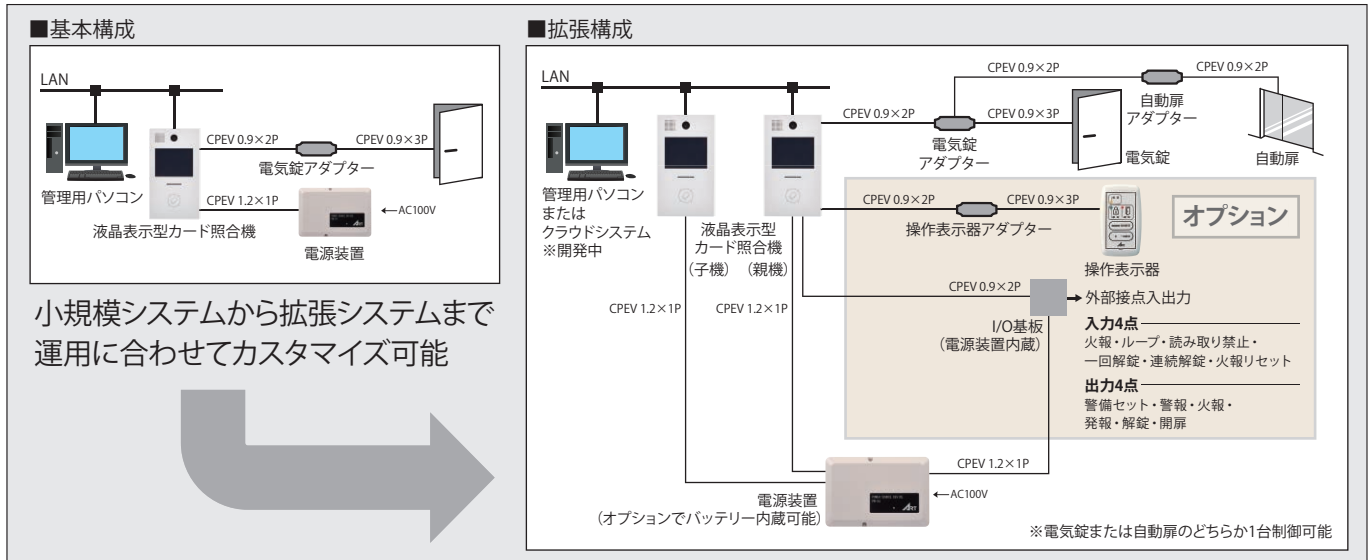 ■基本構成
LAN
CPEV 0.9×2P
CPEV 0.9×3P
電気錠アダプター
管理用パソコン
CPEV 1.2×1P
←AC100V
液晶表示型カード照合機
電源装置
小規模システムから拡張システムまで
運用に合わせてカスタマイズ可能
■拡張構成
LAN
CPEV 0.9×2P
CPEV 0.9×2P
自動扉
アダプター
CPEV 0.9×2P
CPEV 0.9×3P
電気錠
アダプター
電気錠
自動扉
管理用パソコン
または
クラウドシステム
※開発中
液晶表示型
カード照合機
(子機) (親機)
CPEV 0.9×2P
CPEV 0.9×3P
操作表示器アダプター
オプション
操作表示器
CPEV 0.9×2P
→外部接点入出力
CPEV 1.2×1P
CPEV 1.2×1P
I/O基板
(電源装置内蔵)
入力4点
火報・ループ・読み取り禁止・
一回解錠・連続解錠・火報リセット
出力4点
警備セット・警報・火報・
発報・解錠・開扉
CPEV 1.2×1P
ART
←AC100V
電源装置
(オプションでバッテリー内蔵可能)
※電気錠または自動扉のどちらか1台制御可能